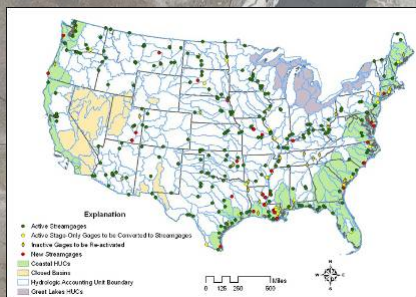 Explanation
Active Streamgages
Active Stage-Only Gages to be Converted to Streamgages
Inactive Gages to be Re-activated
New Streamgages
Coastal HUCs
Closed Basins
Hydrologic Accounting Unit Boundary
Great Lakes HUCs
Miles
0 125 250 500
N
W E
S